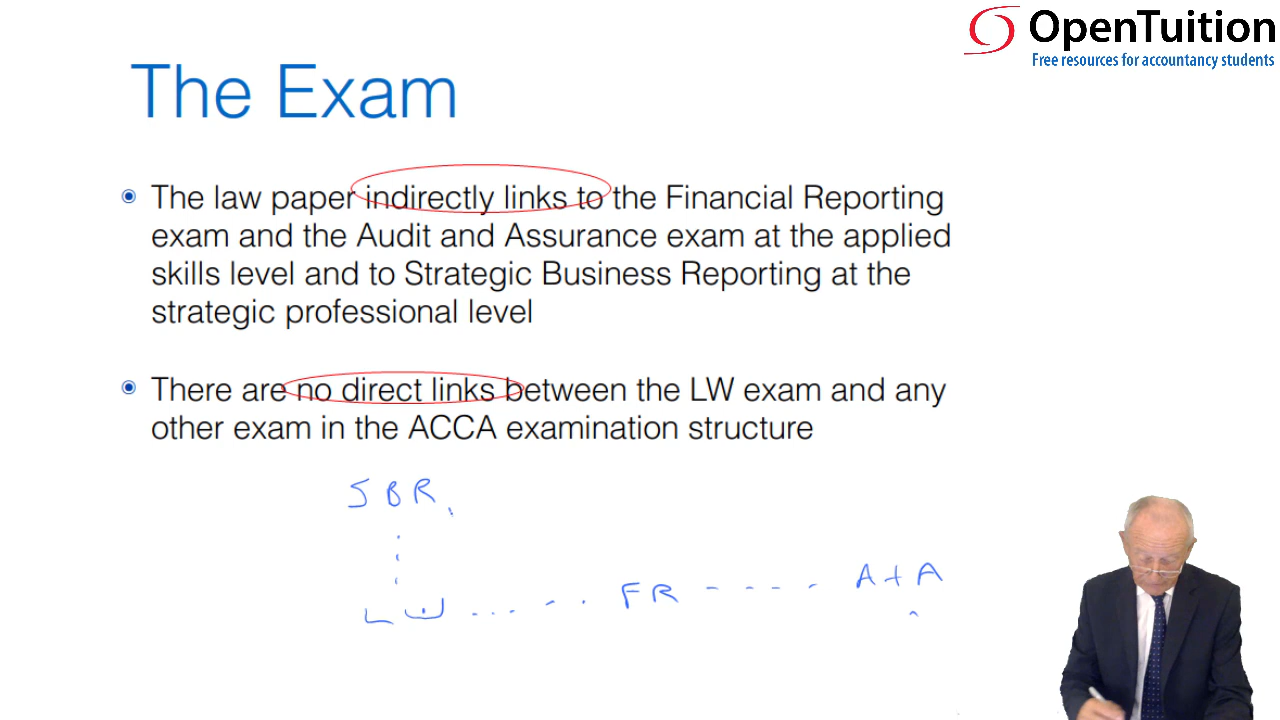 OpenTuition
Free resources for accountancy students
The Exam
The law paper indirectly links to the Financial Reporting
exam and the Audit and Assurance exam at the applied
skills level and to Strategic Business Reporting at the
strategic professional level
There are no direct links between the LW exam and any
other exam in the ACCA examination structure
SBR
LW ... - . FR - - - - A+A